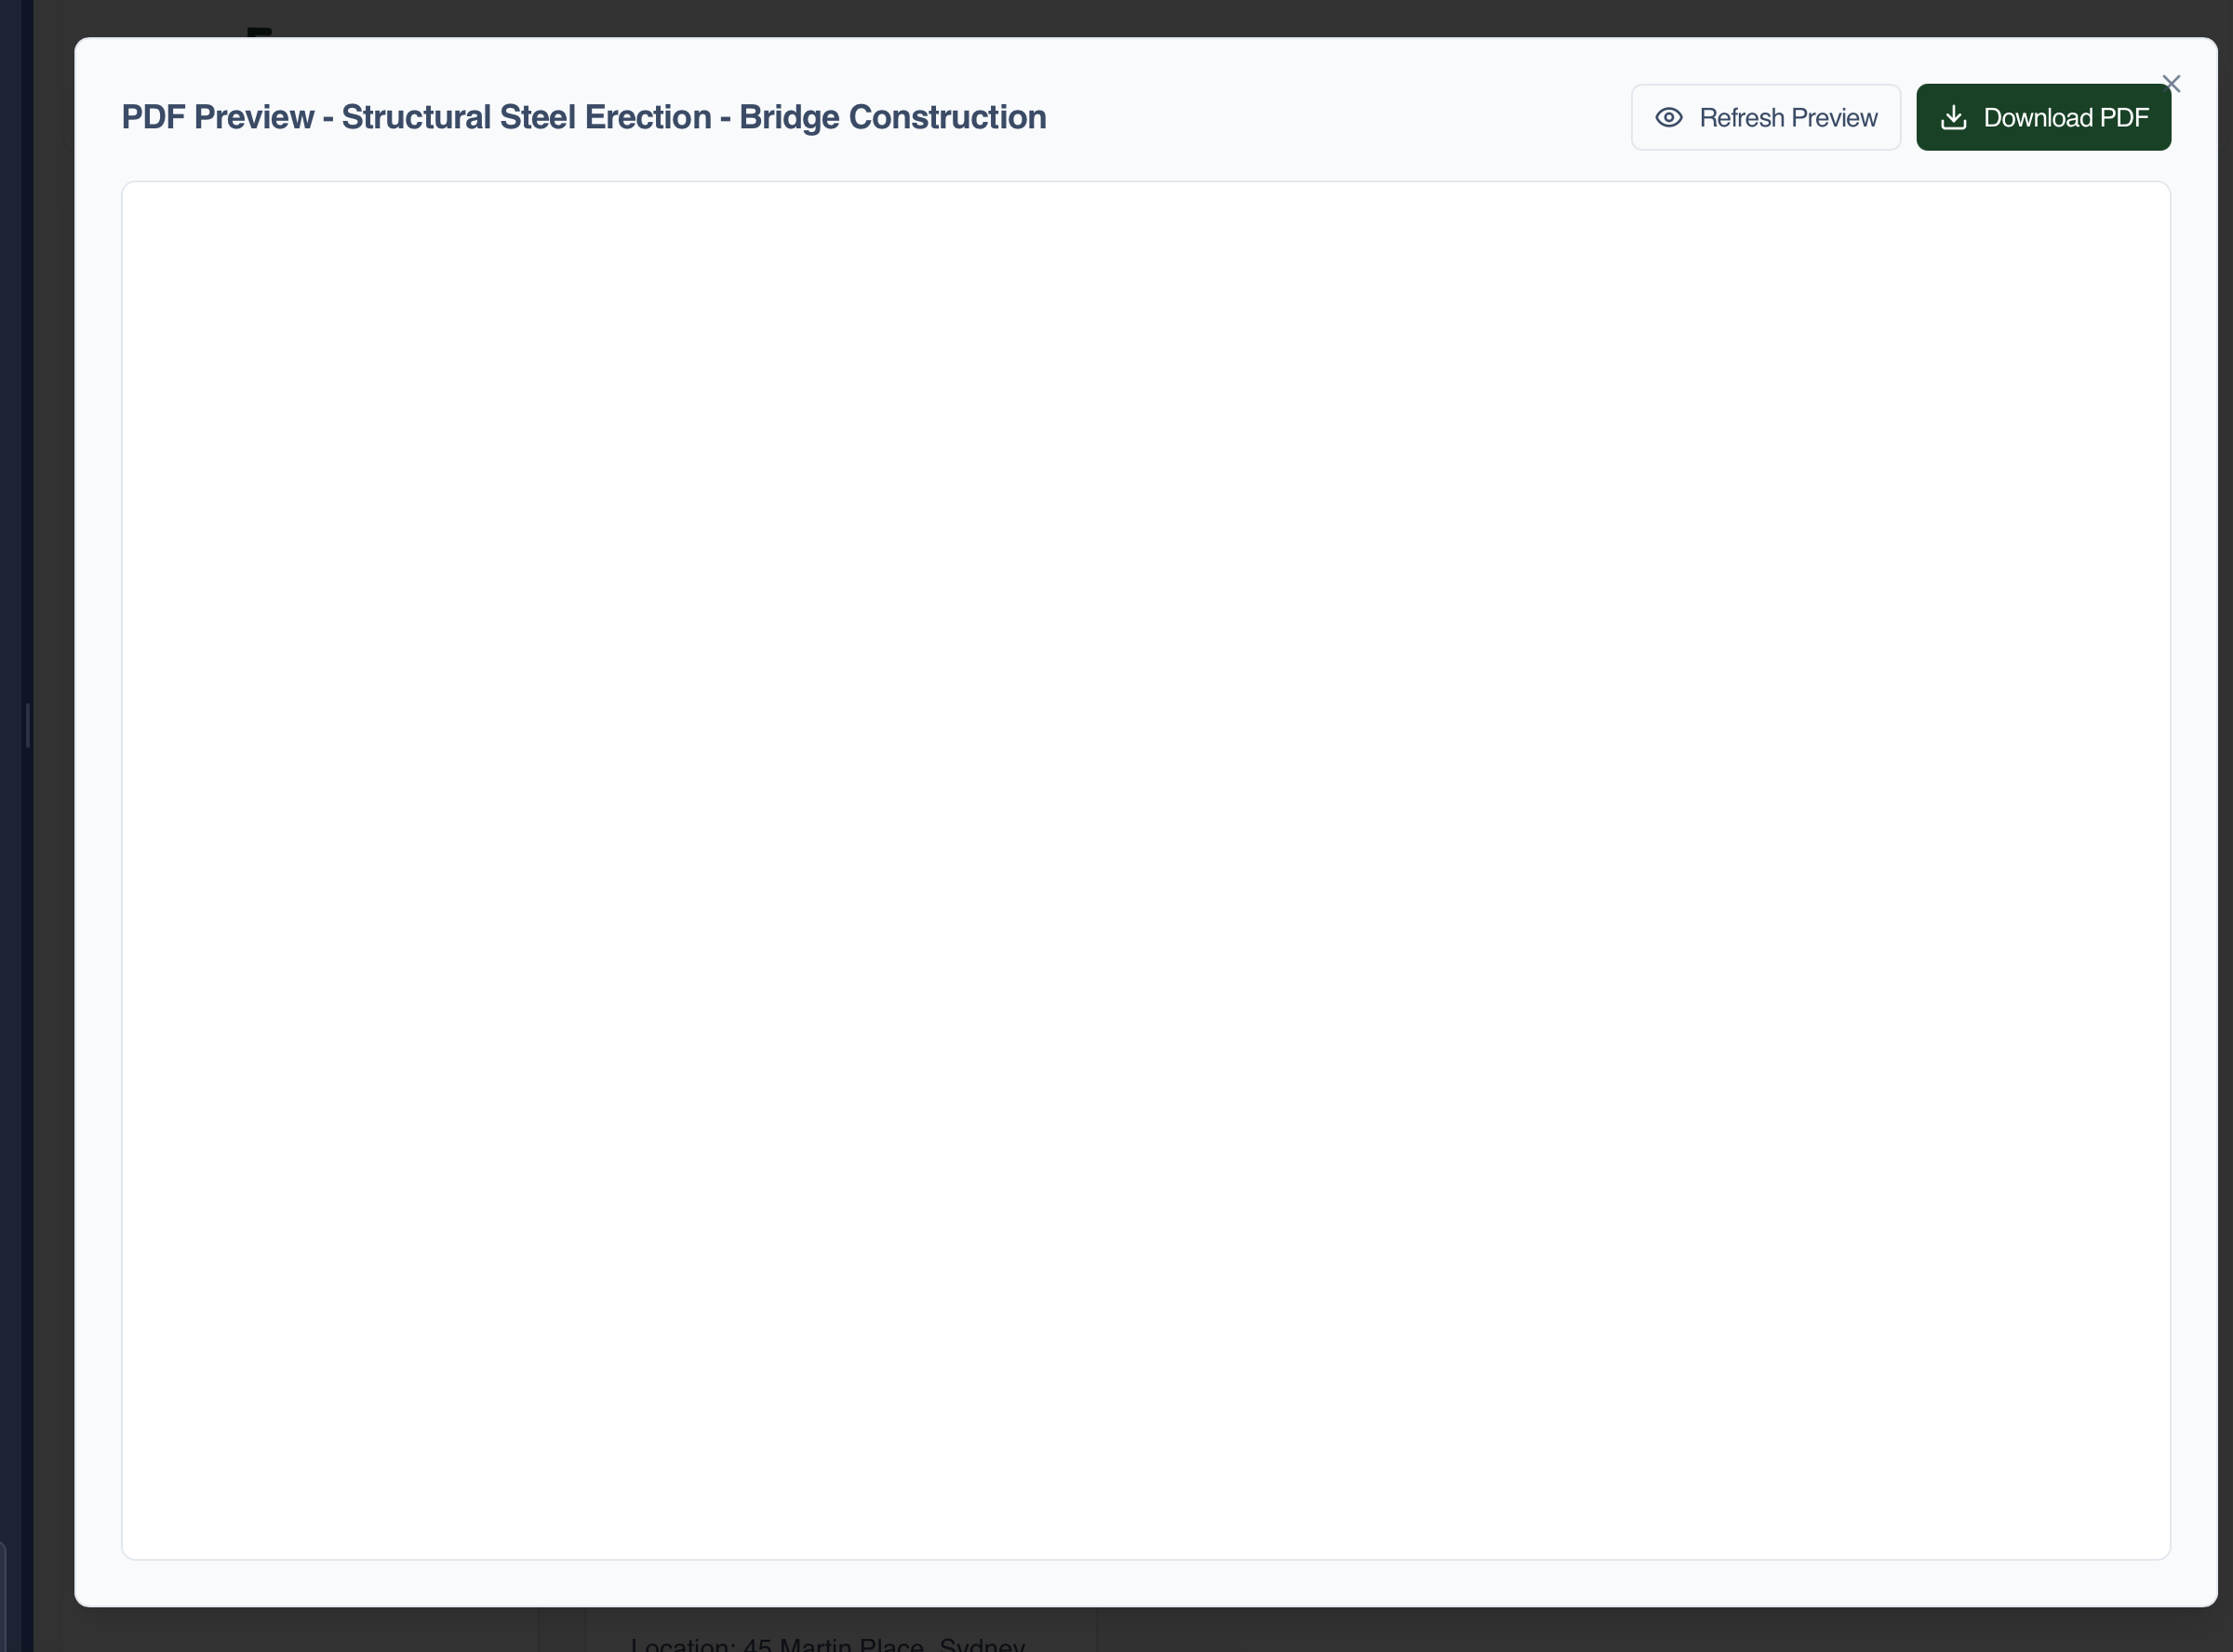 PDF Preview - Structural Steel Erection - Bridge Construction
Refresh Preview
Download PDF
Location: 45 Martin Place, Sydney